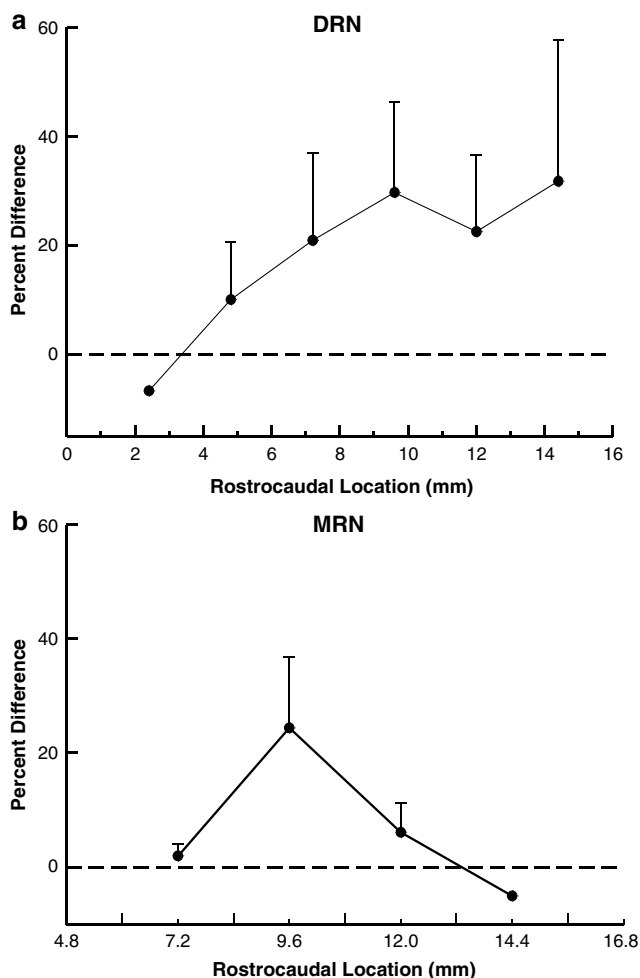 a
DRN
60
40
20
0
Percent Difference
0 2 4 6 8 10 12 14 16
Rostrocaudal Location (mm)
b
MRN
60
40
20
0
Percent Difference
4.8 7.2 9.6 12.0 14.4 16.8
Rostrocaudal Location (mm)